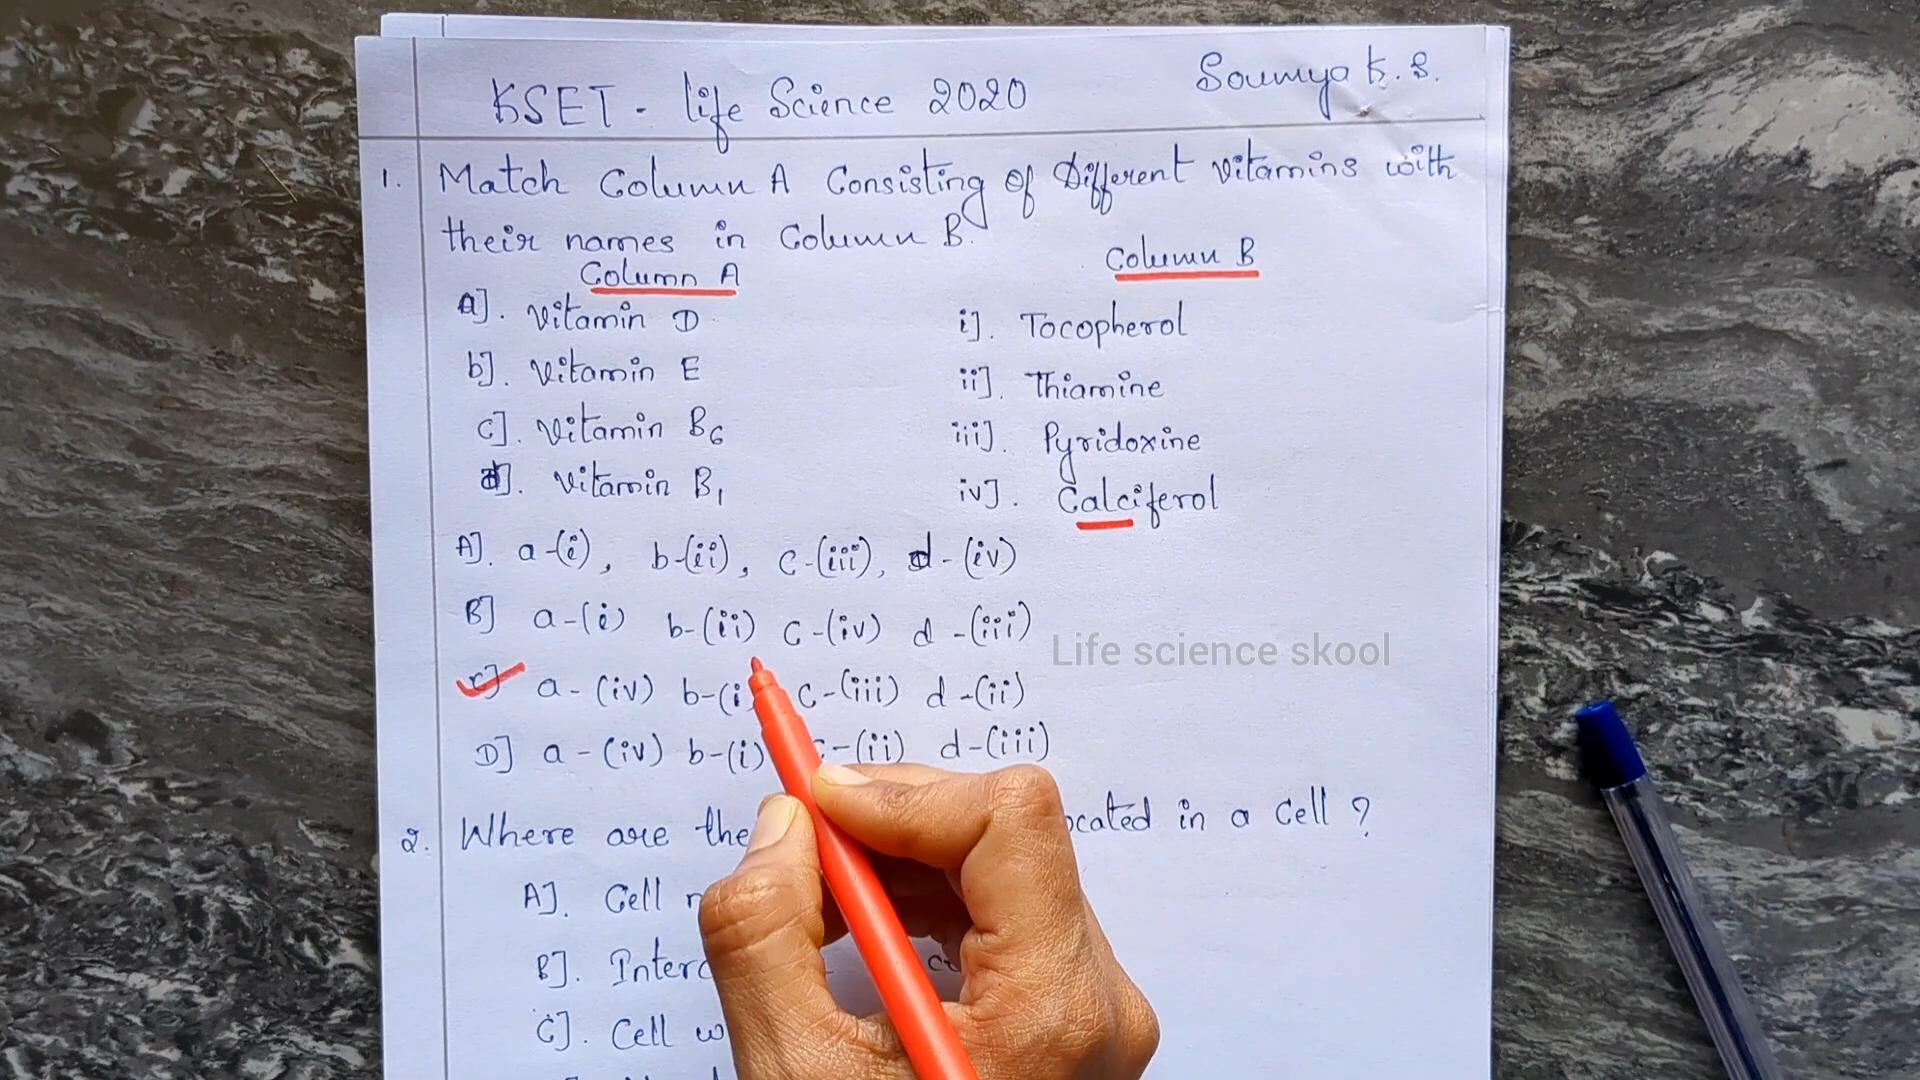 KSET - Life Science 2020
Soumya K.S.
1. Match Column A Consisting of Different Vitamins with
their names in Column B.
Column A
Column B
a]. Vitamin D
i]. Tocopherol
b]. Vitamin E
ii]. Thiamine
c]. Vitamin B6
iii]. Pyridoxine
d]. Vitamin B1
iv]. Calciferol
A]. a-(i), b-(ii), c-(iii), d-(iv)
B] a-(i) b-(ii) c-(iv) d-(iii)
C] a-(iv) b-(i c-(iii) d-(ii)
D] a-(iv) b-(i) -(ii) d-(iii)
2. Where are the in a Cell ?
A]. Cell
B].
C]. Cell
Life science skool